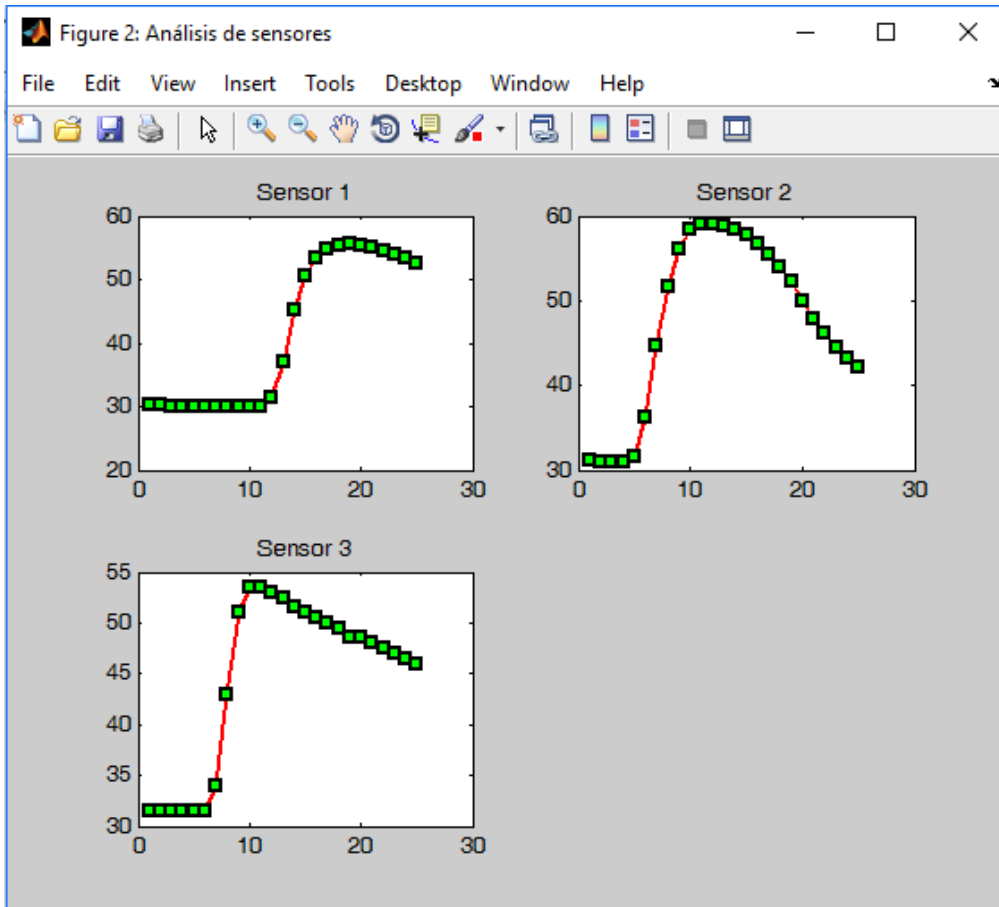 Figure 2: Análisis de sensores
File Edit View Insert Tools Desktop Window Help
Sensor 1
60
50
40
30
20
0 10 20 30
Sensor 2
60
50
40
30
0 10 20 30
Sensor 3
55
50
45
40
35
30
0 10 20 30